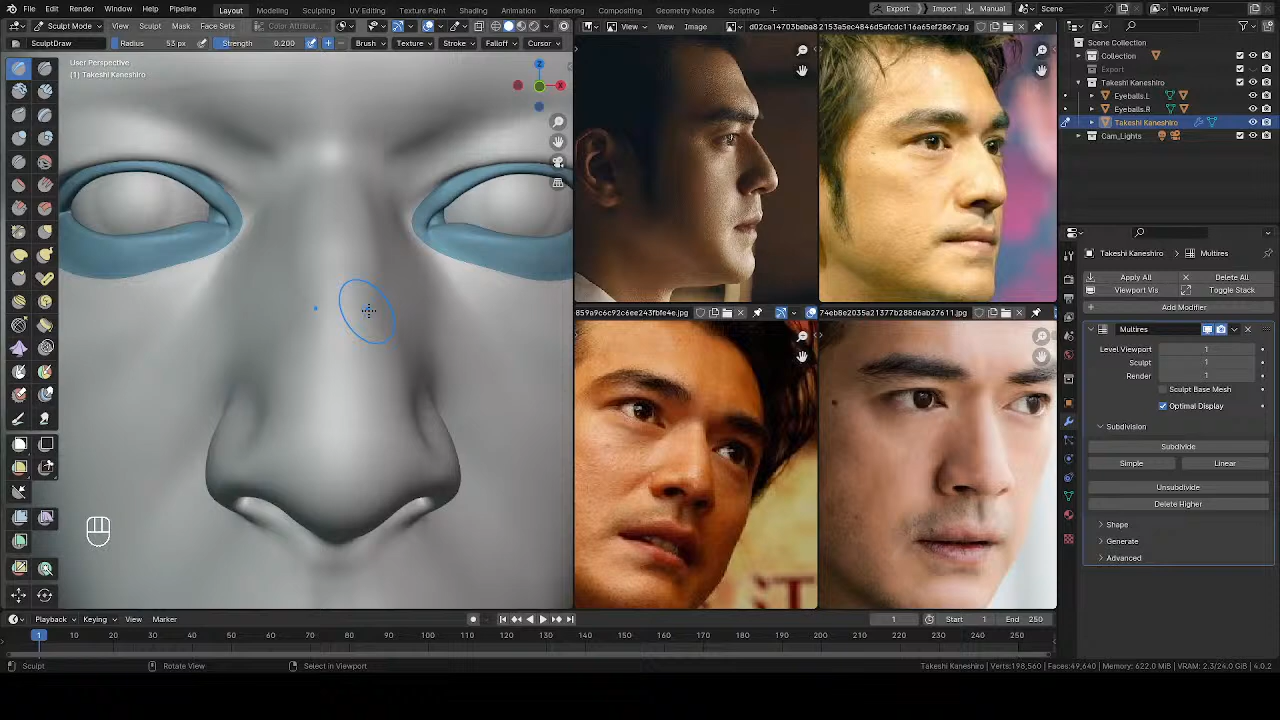 File Edit Render Window Help Pipeline Layout Modeling Sculpting UV Editing Texture Paint Shading Animation Rendering Compositing Geometry Nodes Scripting Export Import Manual Scene ViewLayer
Sculpt Mode View Sculpt Mask Face Sets Color Attribut...
View View Image
SculptDraw Radius 53 px Strength 0.200 Brush Texture Stroke Falloff Cursor
User Perspective
(1) Takeshi Kaneshiro
Z
X
Scene Collection
Collection
Export
Takeshi Kaneshiro
Eyeballs.L
Eyeballs.R
Takeshi Kaneshiro
Cam_Lights
Takeshi Kaneshiro Multires
Apply All Delete All
Viewport Vis Toggle Stack
Add Modifier
Multires
Level Viewport 1
Sculpt 1
Render 1
Sculpt Base Mesh
Optimal Display
Subdivision
Subdivide
Simple Linear
Unsubdivide
Delete Higher
Shape
Generate
Advanced
Playback Keying View Marker 1 Start 1 End 250
1 10 20 30 40 50 60 70 80 90 100 110 120 130 140 150 160 170 180 190 200 210 220 230 240 250
Sculpt Rotate View Select in Viewport Takeshi Kaneshiro | Verts:198,560 | Faces:49,640 | Memory: 622.0 MiB | VRAM: 2.3/24.0 GiB | 4.0.2